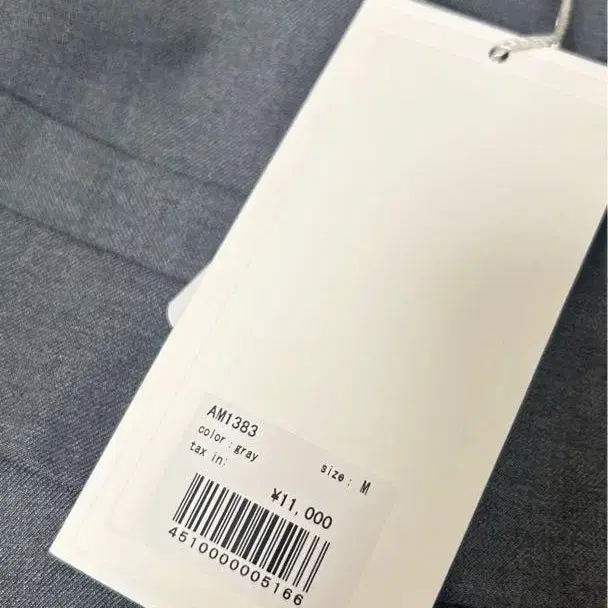 AM1383
color : gray size : M
tax in:
¥11,000
4510000005166